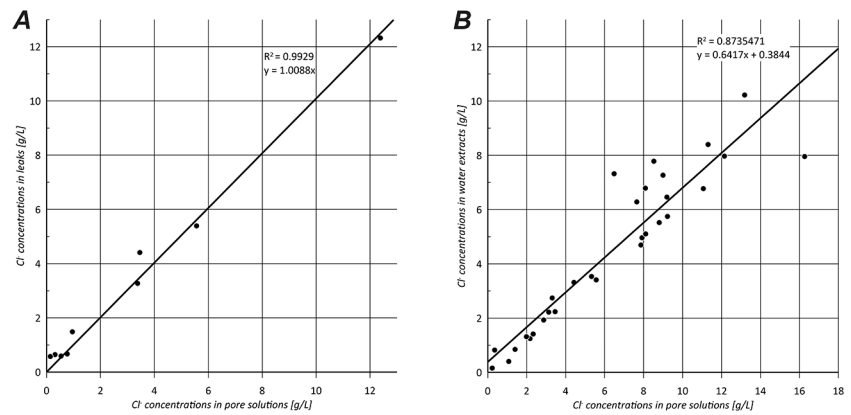 A
12
10
8
6
4
2
0
0 2 4 6 8 10 12
Cl- concentrations in leaks [g/L]
Cl- concentrations in pore solutions [g/L]
R² = 0.9929
y = 1.0088x
B
12
10
8
6
4
2
0
0 2 4 6 8 10 12 14 16 18
Cl- concentrations in water extracts [g/L]
Cl- concentrations in pore solutions [g/L]
R² = 0.8735471
y = 0.6417x + 0.3844